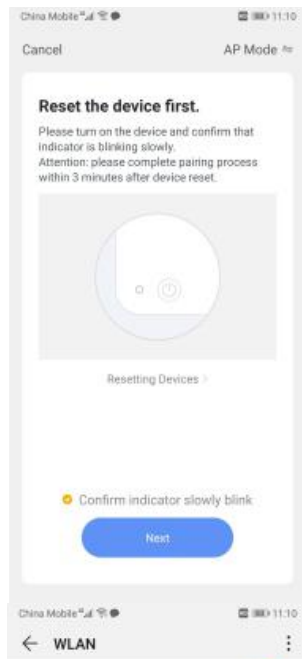 China Mobile 11:10
Cancel AP Mode
Reset the device first.
Please turn on the device and confirm that
indicator is blinking slowly.
Attention: please complete pairing process
within 3 minutes after device reset.
Resetting Devices >
Confirm indicator slowly blink
Next
China Mobile 11:10
WLAN